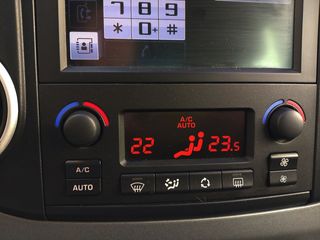 7 8 9
* 0+ #
A/C
AUTO
22 23.5
A/C
AUTO